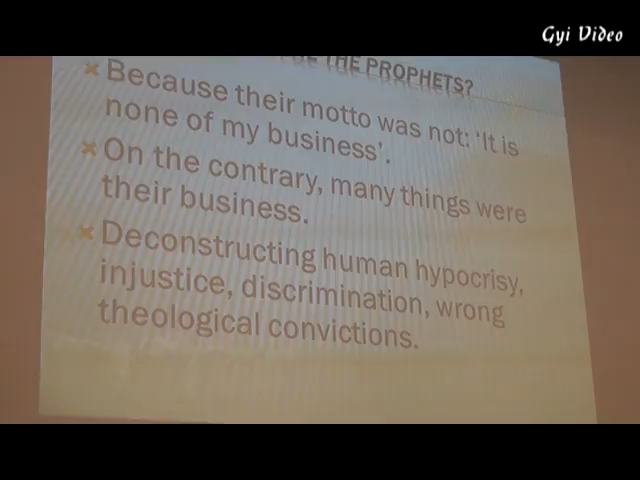 Gyi Video
THE PROPHETS?
Because their motto was not: 'It is
none of my business'.
On the contrary, many things were
their business.
Deconstructing human hypocrisy,
injustice, discrimination, wrong
theological convictions.